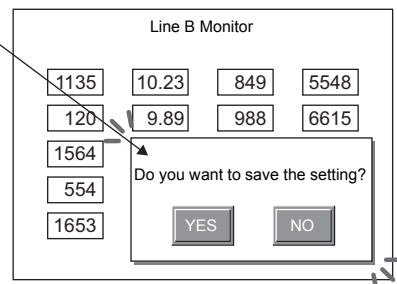 Line B Monitor
1135 10.23 849 5548
120 9.89 988 6615
1564
Do you want to save the setting?
554
YES NO
1653